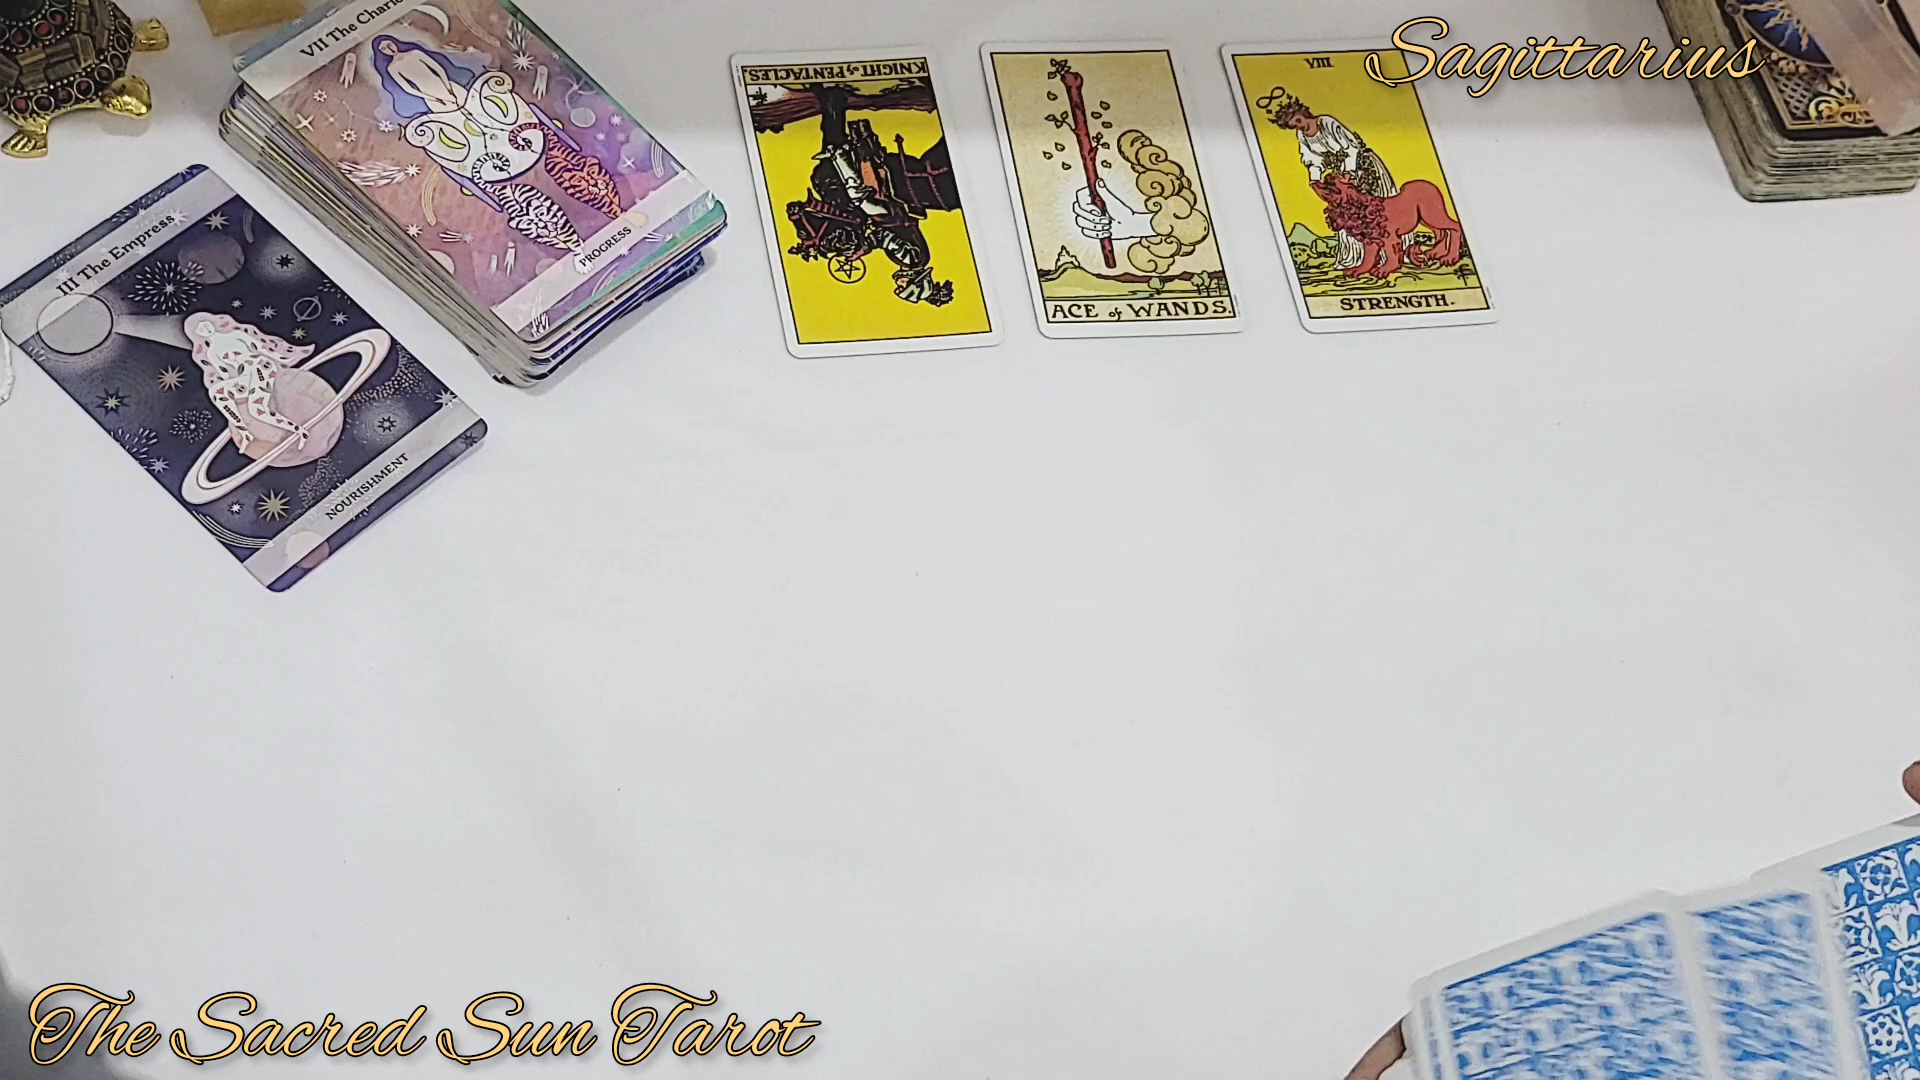 Sagittarius
VII The Chario
PROGRESS
III The Empress
NOURISHMENT
KNIGHT of PENTACLES.
ACE of WANDS.
VIII
STRENGTH.
The Sacred Sun Tarot